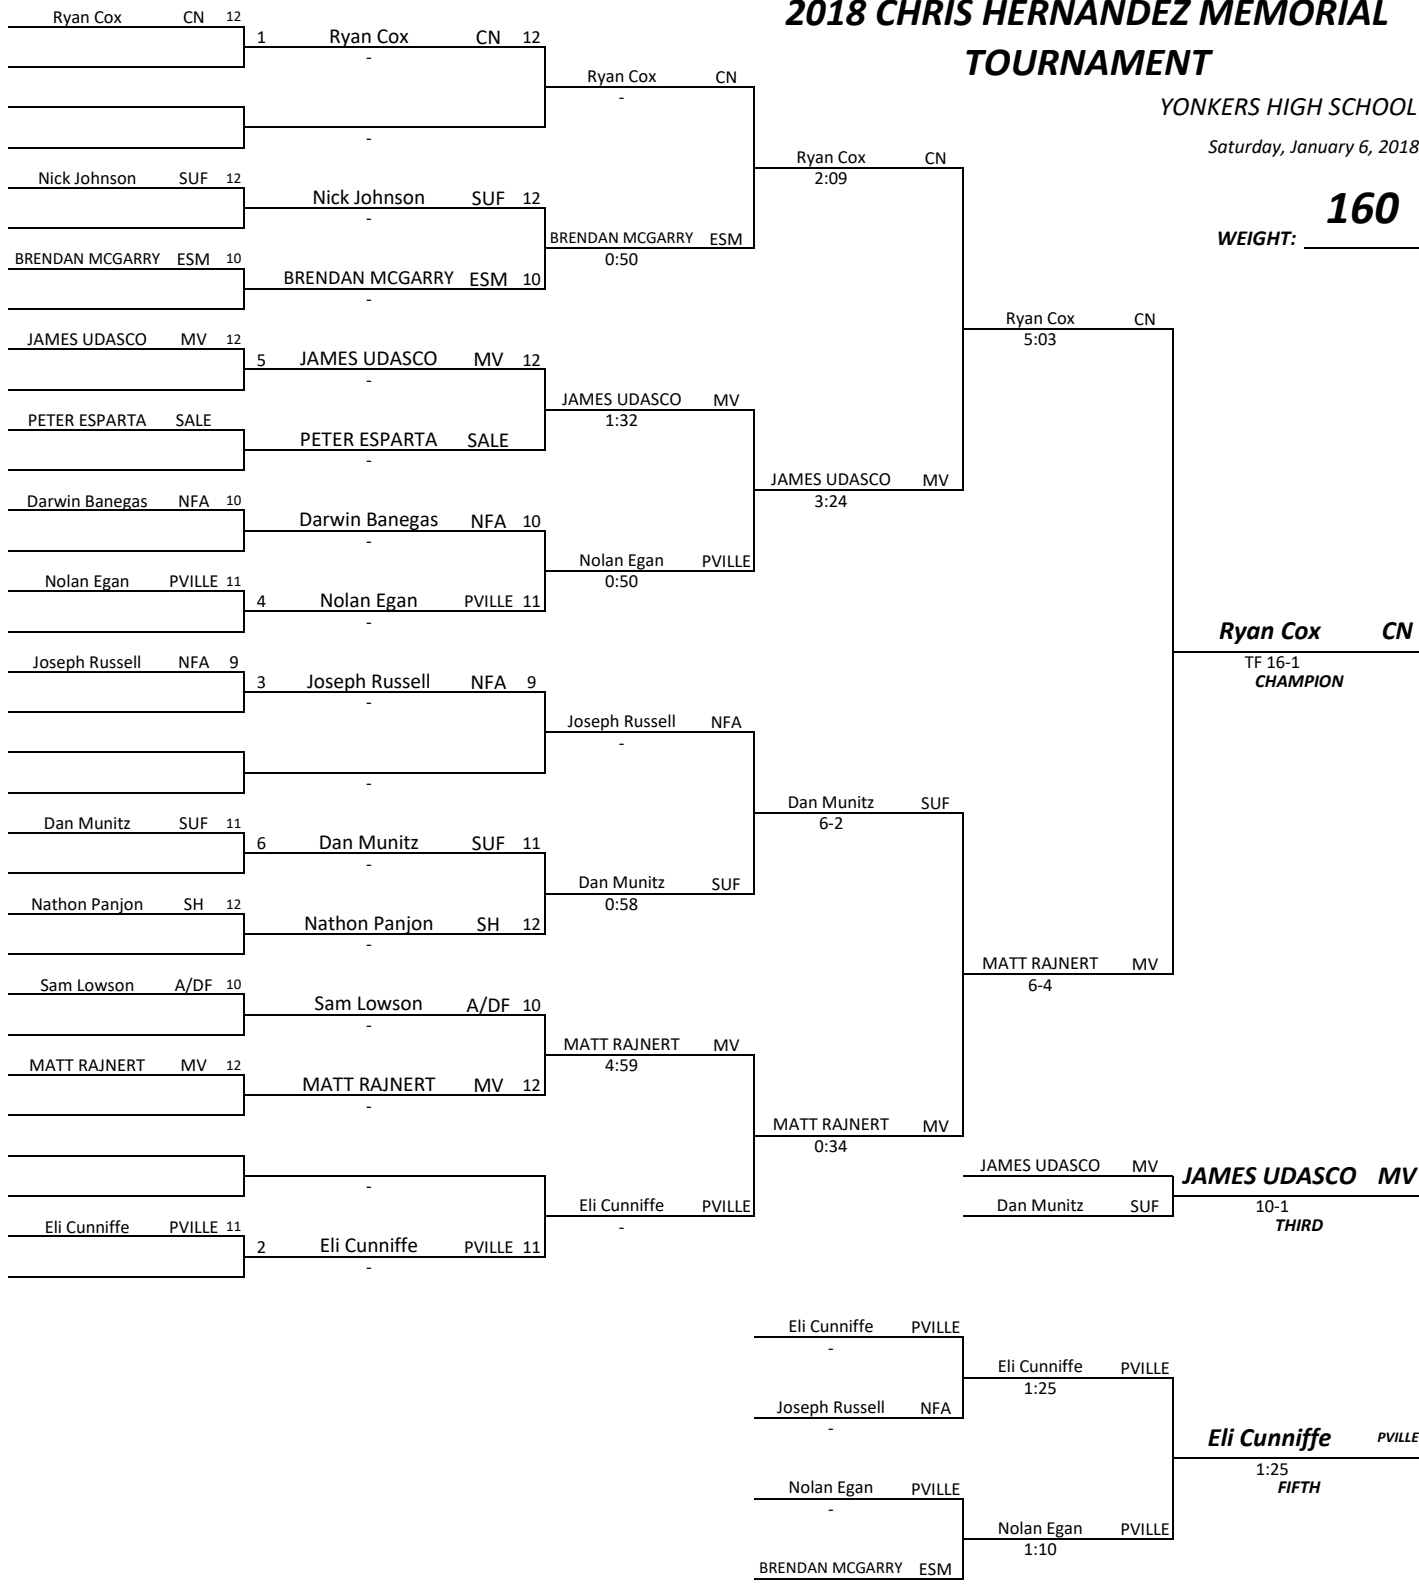 2018 CHRIS HERNANDEZ MEMORIAL
TOURNAMENT
YONKERS HIGH SCHOOL
Saturday, January 6, 2018
WEIGHT: 160
Ryan Cox CN 12
Nick Johnson SUF 12
BRENDAN MCGARRY ESM 10
JAMES UDASCO MV 12
PETER ESPARTA SALE
Darwin Banegas NFA 10
Nolan Egan PVILLE 11
Joseph Russell NFA 9
Dan Munitz SUF 11
Nathon Panjon SH 12
Sam Lowson A/DF 10
MATT RAJNERT MV 12
Eli Cunniffe PVILLE 11
1 Ryan Cox CN 12
-
-
Nick Johnson SUF 12
-
BRENDAN MCGARRY ESM 10
-
5 JAMES UDASCO MV 12
-
PETER ESPARTA SALE
-
Darwin Banegas NFA 10
-
4 Nolan Egan PVILLE 11
-
3 Joseph Russell NFA 9
-
-
6 Dan Munitz SUF 11
-
Nathon Panjon SH 12
-
Sam Lowson A/DF 10
-
MATT RAJNERT MV 12
-
-
2 Eli Cunniffe PVILLE 11
-
Ryan Cox CN
-
BRENDAN MCGARRY ESM
0:50
JAMES UDASCO MV
1:32
Nolan Egan PVILLE
0:50
Joseph Russell NFA
-
Dan Munitz SUF
0:58
MATT RAJNERT MV
4:59
Eli Cunniffe PVILLE
-
Ryan Cox CN
2:09
JAMES UDASCO MV
3:24
Dan Munitz SUF
6-2
MATT RAJNERT MV
0:34
Ryan Cox CN
5:03
MATT RAJNERT MV
6-4
Ryan Cox CN
TF 16-1
CHAMPION
JAMES UDASCO MV
Dan Munitz SUF
JAMES UDASCO MV
10-1
THIRD
Eli Cunniffe PVILLE
-
Joseph Russell NFA
-
Nolan Egan PVILLE
-
BRENDAN MCGARRY ESM
Eli Cunniffe PVILLE
1:25
Nolan Egan PVILLE
1:10
Eli Cunniffe PVILLE
1:25
FIFTH